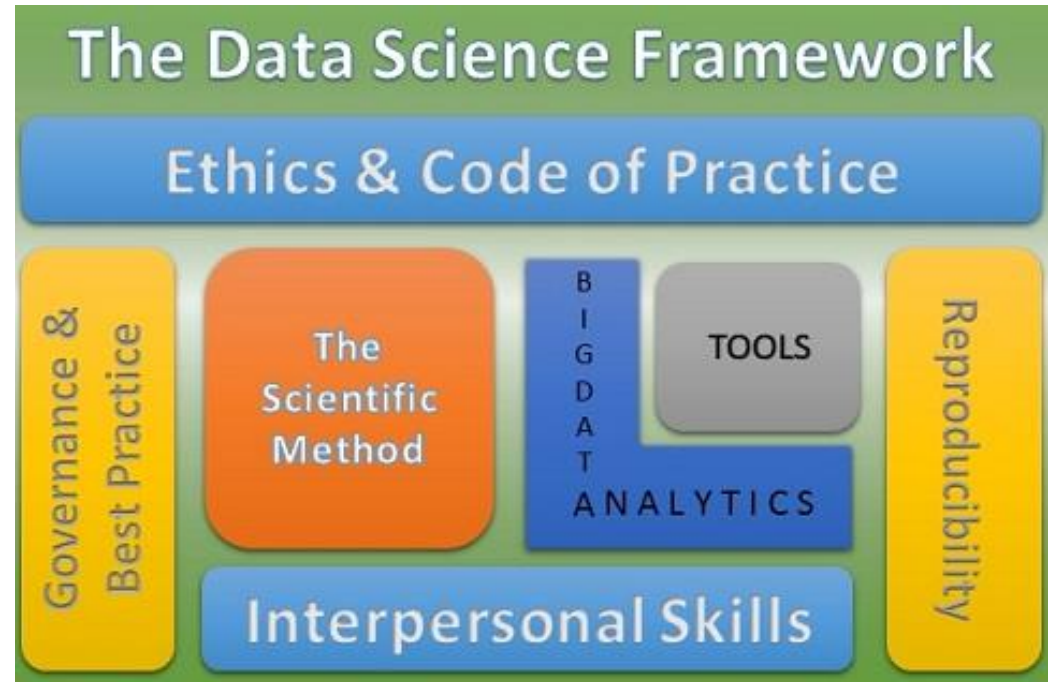 The Data Science Framework
Ethics & Code of Practice
Governance &
Best Practice
The
Scientific
Method
BIGDATA
ANALYTICS
TOOLS
Reproducibility
Interpersonal Skills